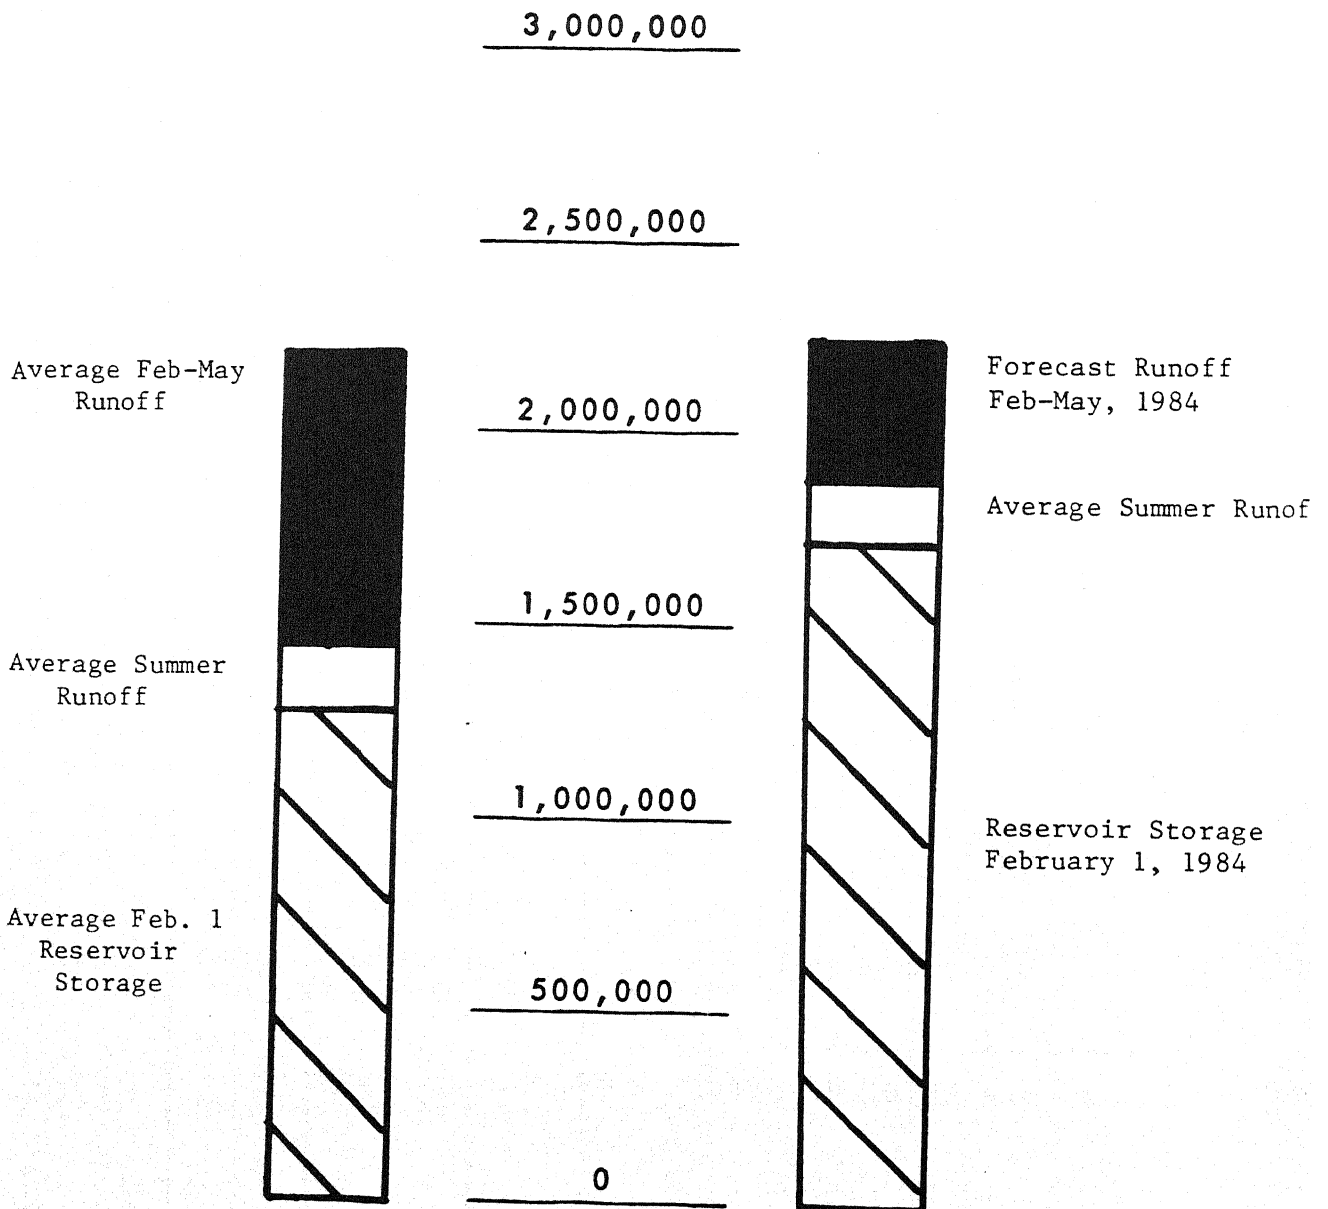 3,000,000
2,500,000
Average Feb-May
Runoff
2,000,000
Forecast Runoff
Feb-May, 1984
Average Summer Runof
1,500,000
Average Summer
Runoff
1,000,000
Reservoir Storage
February 1, 1984
Average Feb. 1
Reservoir
Storage
500,000
0